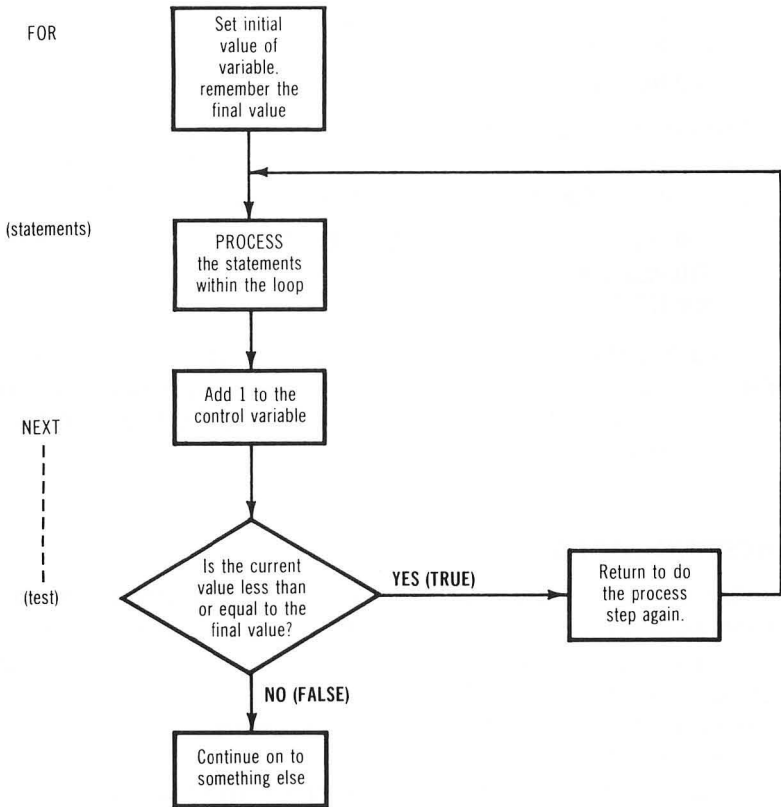 FOR
Set initial
value of
variable.
remember the
final value
(statements)
PROCESS
the statements
within the loop
Add 1 to the
control variable
NEXT
(test)
Is the current
value less than
or equal to the
final value?
YES (TRUE)
Return to do
the process
step again.
NO (FALSE)
Continue on to
something else